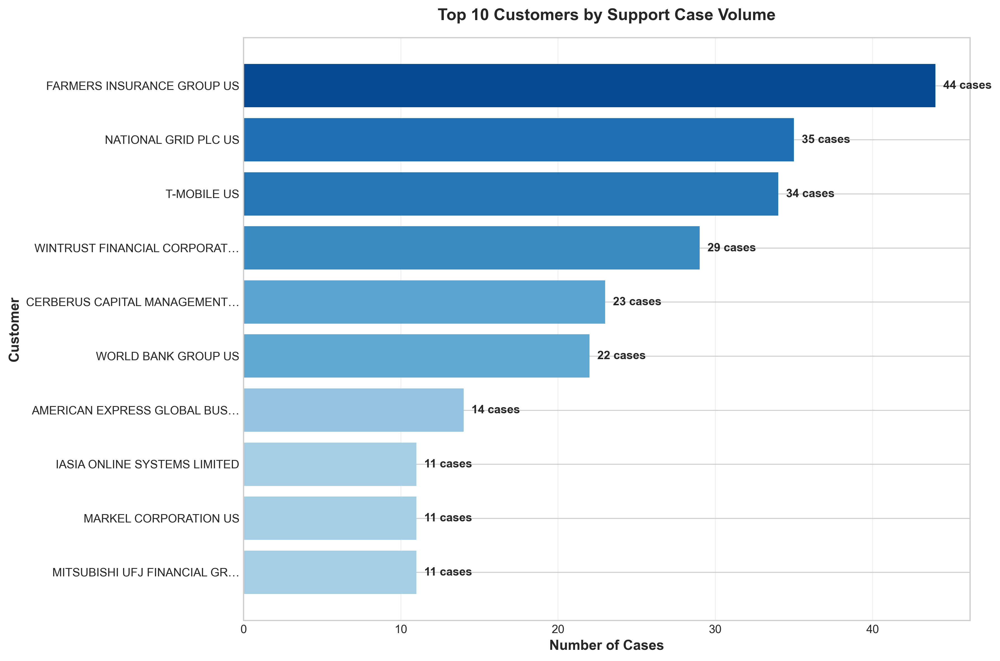 Top 10 Customers by Support Case Volume
FARMERS INSURANCE GROUP US
44 cases
NATIONAL GRID PLC US
35 cases
T-MOBILE US
34 cases
WINTRUST FINANCIAL CORPORAT…
29 cases
CERBERUS CAPITAL MANAGEMENT…
23 cases
WORLD BANK GROUP US
22 cases
AMERICAN EXPRESS GLOBAL BUS…
14 cases
IASIA ONLINE SYSTEMS LIMITED
11 cases
MARKEL CORPORATION US
11 cases
MITSUBISHI UFJ FINANCIAL GR…
11 cases
Customer
0 10 20 30 40
Number of Cases